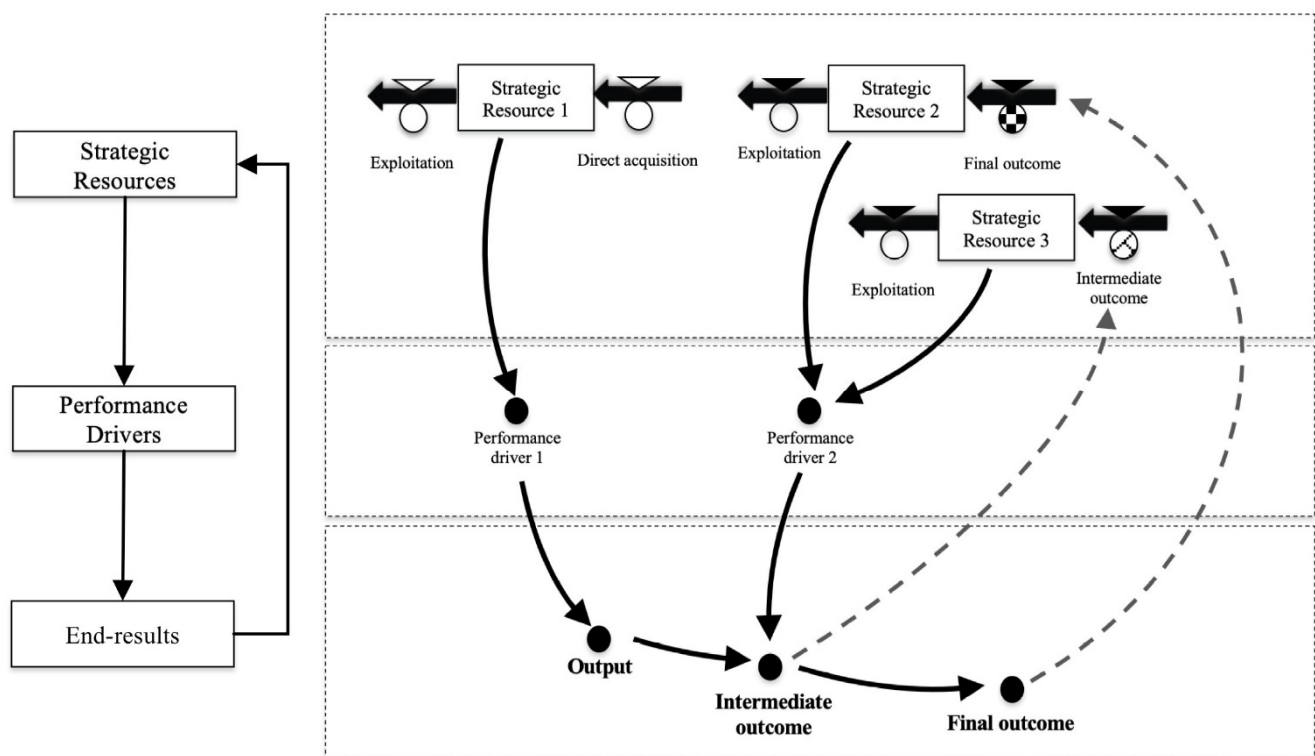 Strategic
Resources
Performance
Drivers
End-results
Strategic
Resource 1
Exploitation
Direct acquisition
Strategic
Resource 2
Exploitation
Final outcome
Strategic
Resource 3
Exploitation
Intermediate
outcome
Performance
driver 1
Performance
driver 2
Output
Intermediate
outcome
Final outcome